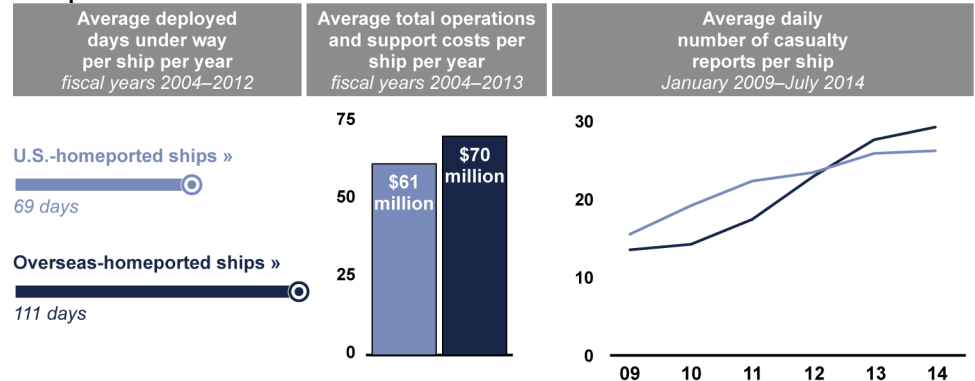 Average deployed
days under way
per ship per year
fiscal years 2004–2012
U.S.-homeported ships »
69 days
Overseas-homeported ships »
111 days
Average total operations
and support costs per
ship per year
fiscal years 2004–2013
75
50
25
0
$61
million
$70
million
Average daily
number of casualty
reports per ship
January 2009–July 2014
30
20
10
0
09 10 11 12 13 14